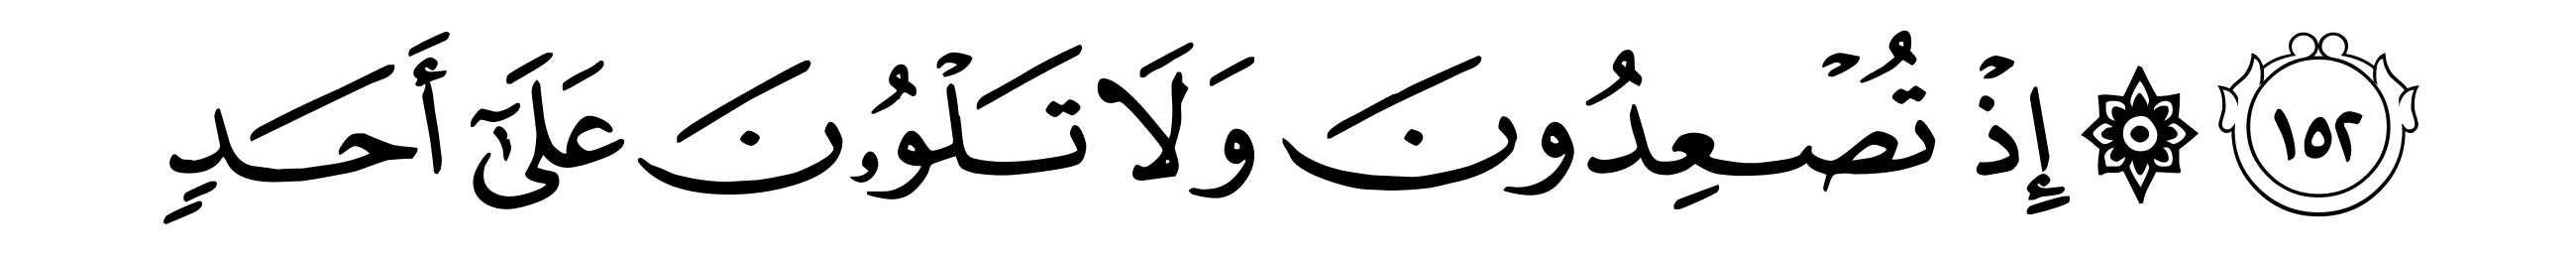 ١٥٢ ۞ إِذْ تُصْعِدُونَ وَلَا تَلْوُۥنَ عَلَىٰٓ أَحَدٍ